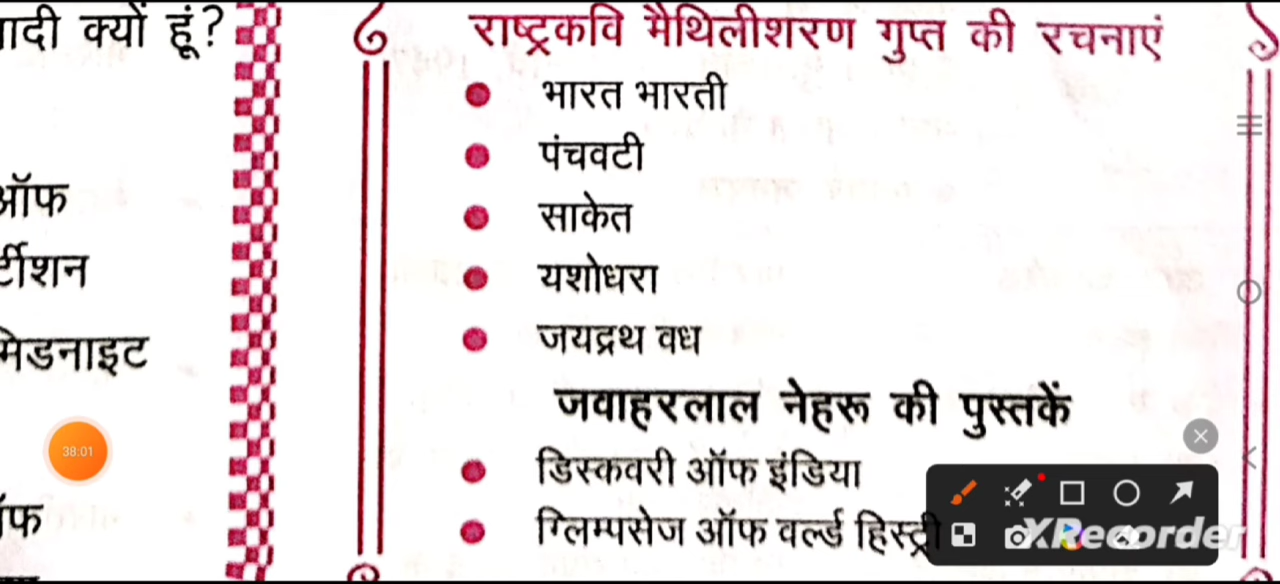 क्यों हूं?
ऑफ
मिडनाइट
राष्ट्रकवि मैथिलीशरण गुप्त की रचनाएं
भारत भारती
पंचवटी
साकेत
यशोधरा
जयद्रथ वध
जवाहरलाल नेहरू की पुस्तकें
डिस्कवरी ऑफ इंडिया
ग्लिम्पसेज ऑफ वर्ल्ड हिस्ट्री
38:01
XRecorder